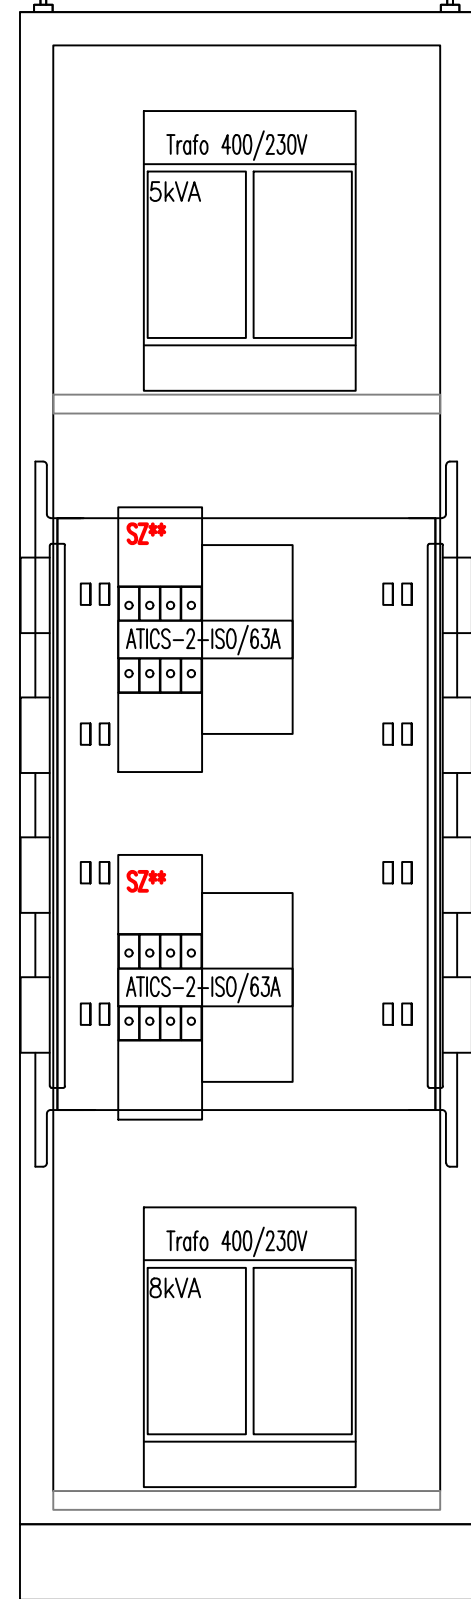 Trafo 400/230V
5kVA
SZ**
ATICS-2-ISO/63A
SZ**
ATICS-2-ISO/63A
Trafo 400/230V
8kVA